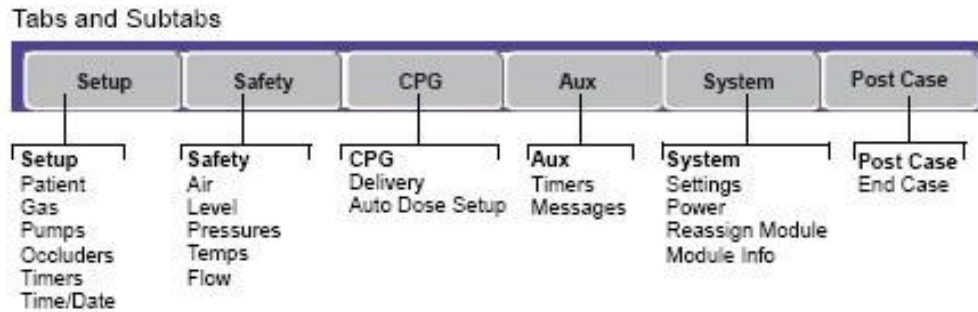 Tabs and Subtabs
Setup Safety CPG Aux System Post Case
Setup
Patient
Gas
Pumps
Occluders
Timers
Time/Date
Safety
Air
Level
Pressures
Temps
Flow
CPG
Delivery
Auto Dose Setup
Aux
Timers
Messages
System
Settings
Power
Reassign Module
Module Info
Post Case
End Case